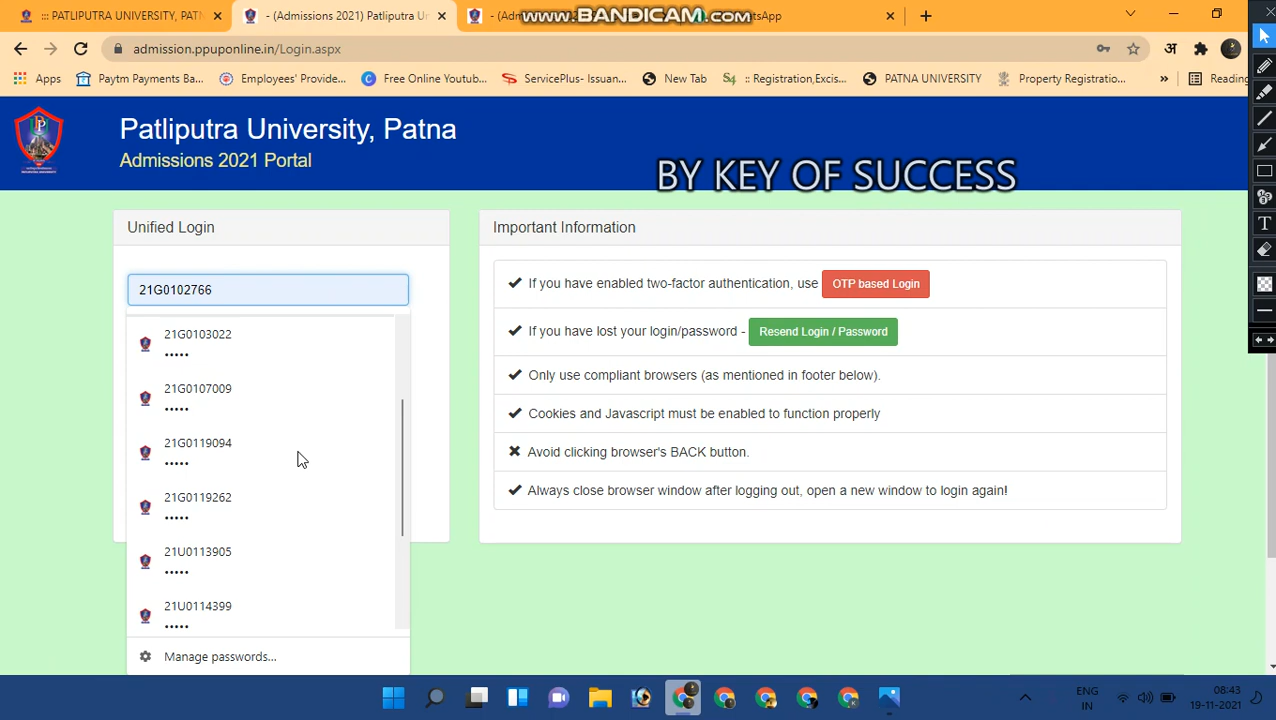 ::: PATLIPUTRA UNIVERSITY, PATN
- (Admissions 2021) Patliputra Un
- (Adm
www.BANDICAM.com
sApp
admission.ppuponline.in/Login.aspx
अ
Apps
Paytm Payments Ba...
Employees' Provide...
Free Online Youtub...
ServicePlus- Issuan...
New Tab
:: Registration,Excis...
PATNA UNIVERSITY
Property Registratio...
»
Reading
Patliputra University, Patna
Admissions 2021 Portal
BY KEY OF SUCCESS
Unified Login
21G0102766
21G0103022
•••••
21G0107009
•••••
21G0119094
•••••
21G0119262
•••••
21U0113905
•••••
21U0114399
•••••
Manage passwords...
Important Information
If you have enabled two-factor authentication, use OTP based Login
If you have lost your login/password - Resend Login / Password
Only use compliant browsers (as mentioned in footer below).
Cookies and Javascript must be enabled to function properly
Avoid clicking browser's BACK button.
Always close browser window after logging out, open a new window to login again!
T
ENG
IN
08:43
19-11-2021